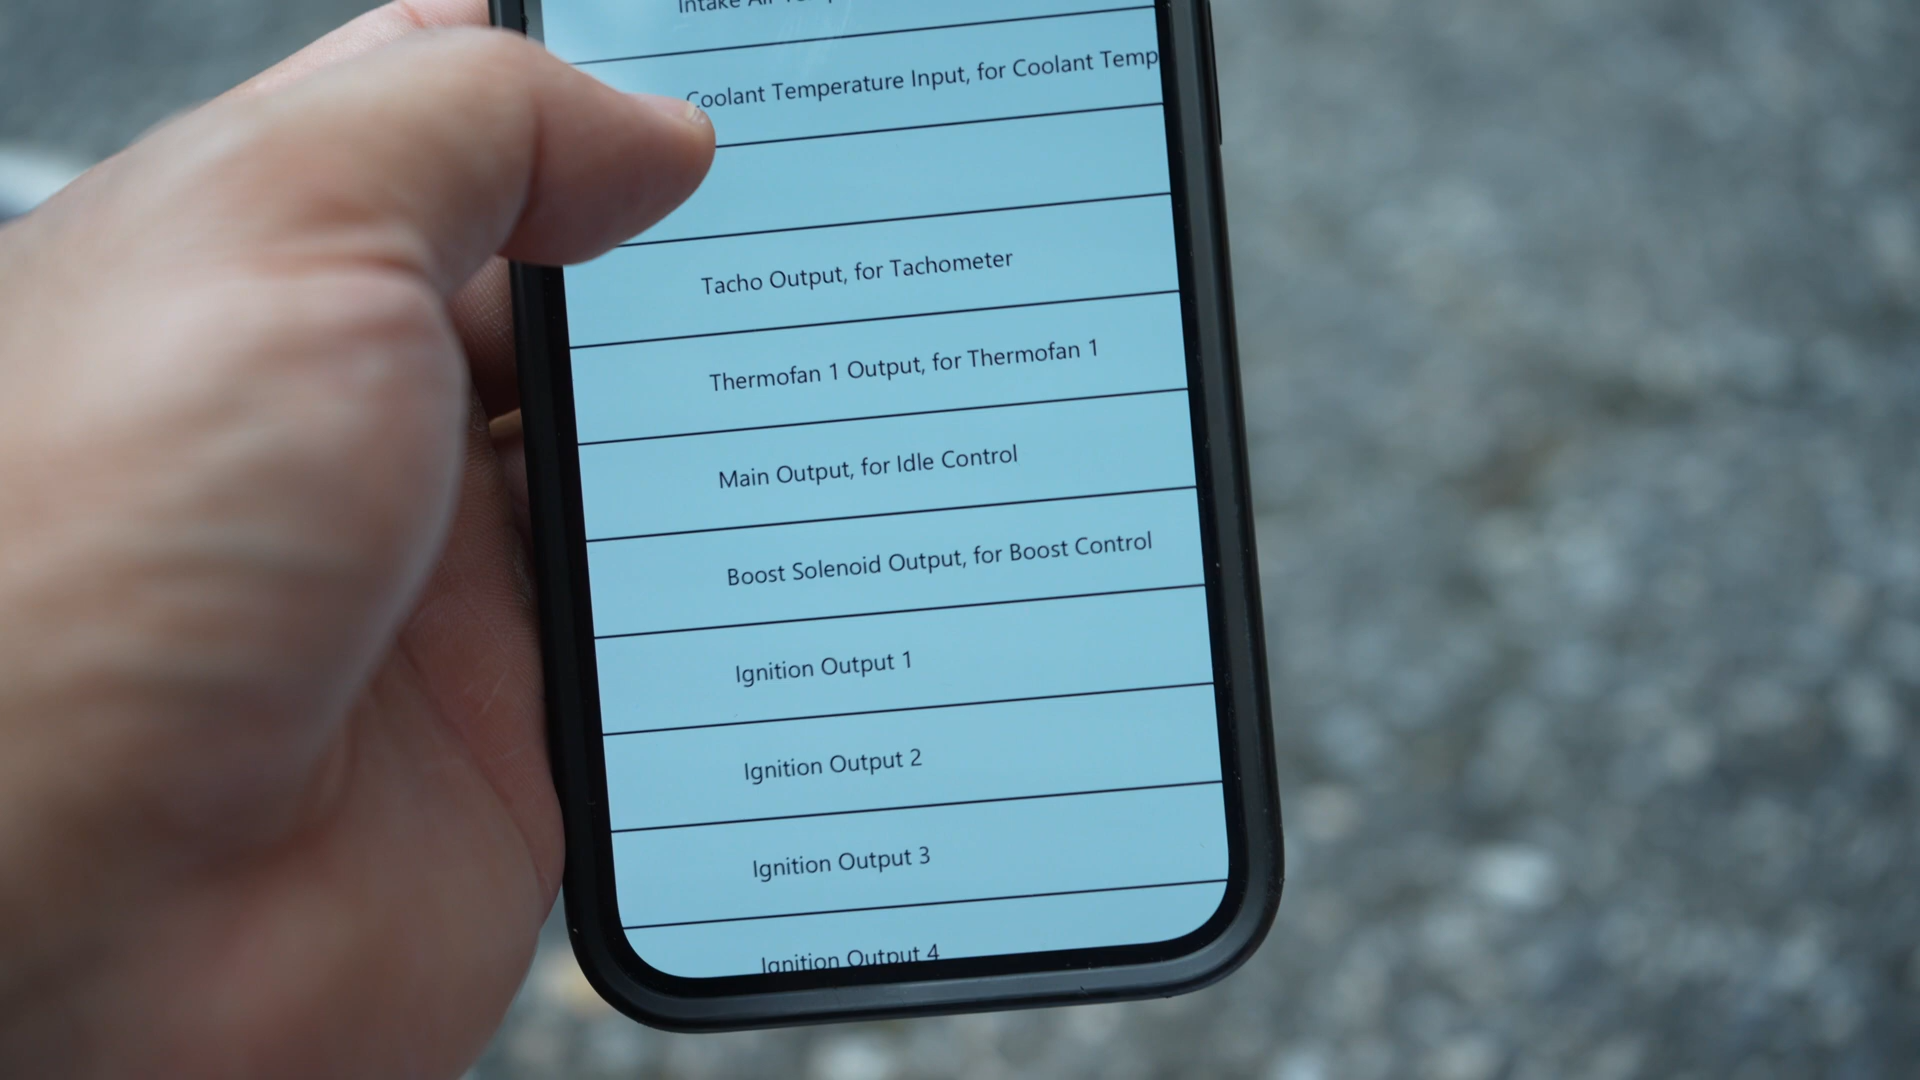 Intake Air
Coolant Temperature Input, for Coolant Temp
Tacho Output, for Tachometer
Thermofan 1 Output, for Thermofan 1
Main Output, for Idle Control
Boost Solenoid Output, for Boost Control
Ignition Output 1
Ignition Output 2
Ignition Output 3
Ignition Output 4